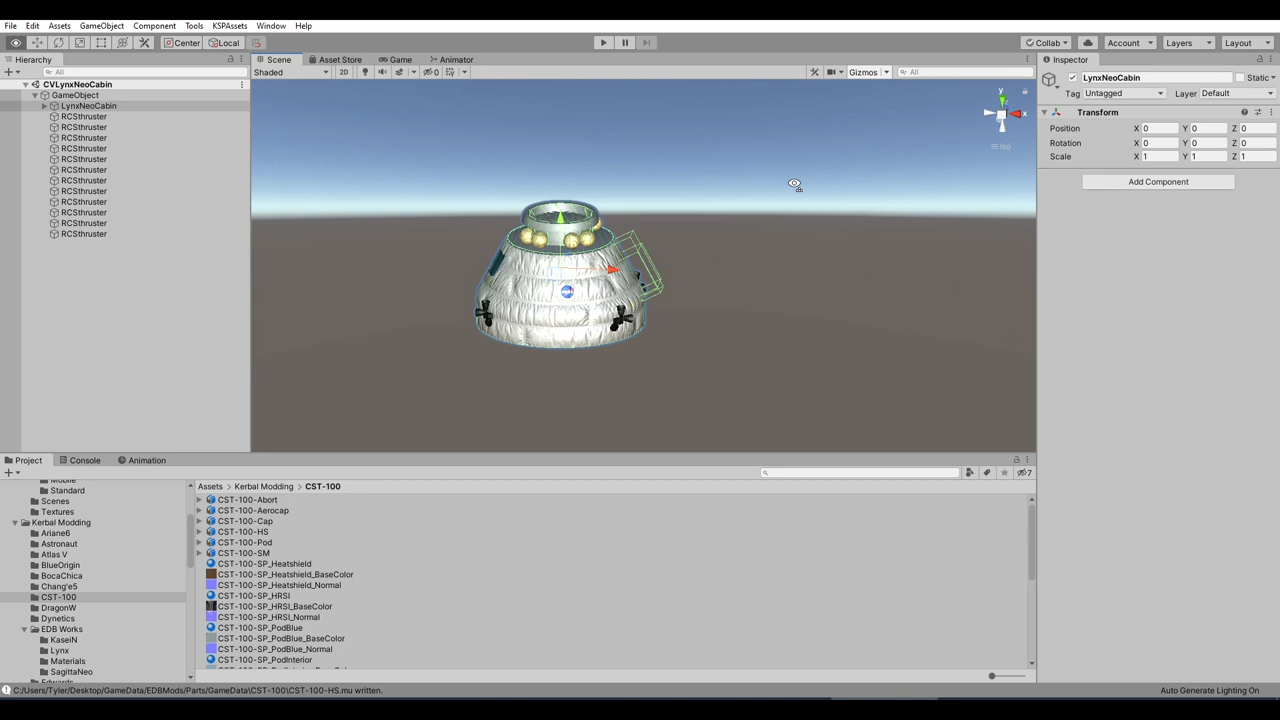 File Edit Assets GameObject Component Tools KSPAssets Window Help
Center Local Collab Account Layers Layout
Hierarchy Scene Asset Store Game Animator Inspector
All Shaded 2D 0 Gizmos All LynxNeoCabin Static
CVLynxNeoCabin
GameObject Tag Untagged Layer Default
LynxNeoCabin
RCSthruster Transform
RCSthruster Position X 0 Y 0 Z 0
RCSthruster Rotation X 0 Y 0 Z 0
RCSthruster Scale X 1 Y 1 Z 1
RCSthruster
RCSthruster Add Component
RCSthruster
RCSthruster
RCSthruster
RCSthruster
RCSthruster
RCSthruster
y
x
Iso
Project Console Animation
7
Mobile
Standard
Scenes
Textures
Kerbal Modding
Ariane6
Astronaut
Atlas V
BlueOrigin
BocaChica
Chang'e5
CST-100
DragonW
Dynetics
EDB Works
KaseiN
Lynx
Materials
SagittaNeo
Edwards
Assets Kerbal Modding CST-100
CST-100-Abort
CST-100-Aerocap
CST-100-Cap
CST-100-HS
CST-100-Pod
CST-100-SM
CST-100-SP_Heatshield
CST-100-SP_Heatshield_BaseColor
CST-100-SP_Heatshield_Normal
CST-100-SP_HRSI
CST-100-SP_HRSI_BaseColor
CST-100-SP_HRSI_Normal
CST-100-SP_PodBlue
CST-100-SP_PodBlue_BaseColor
CST-100-SP_PodBlue_Normal
CST-100-SP_PodInterior
C:/Users/Tyler/Desktop/GameData/EDBMods/Parts/GameData\CST-100\CST-100-HS.mu written.
Auto Generate Lighting On